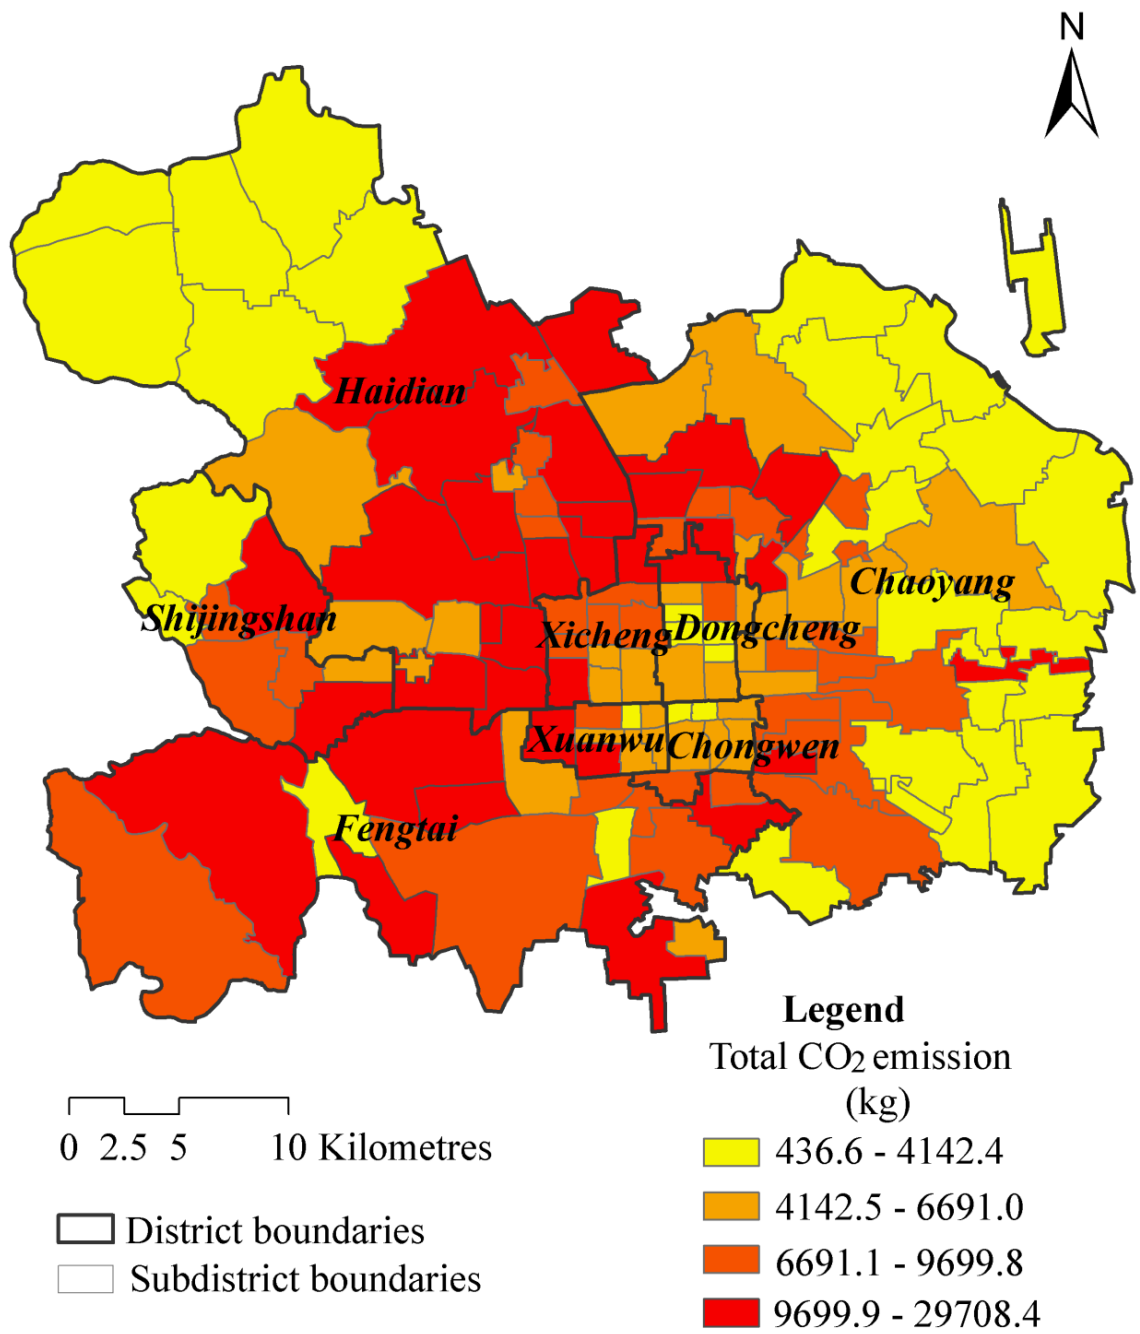 N
Haidian
Chaoyang
Shijingshan
Xicheng
Dongcheng
Xuanwu
Chongwen
Fengtai
Legend
Total CO2 emission
(kg)
436.6 - 4142.4
4142.5 - 6691.0
6691.1 - 9699.8
9699.9 - 29708.4
0 2.5 5 10 Kilometres
District boundaries
Subdistrict boundaries